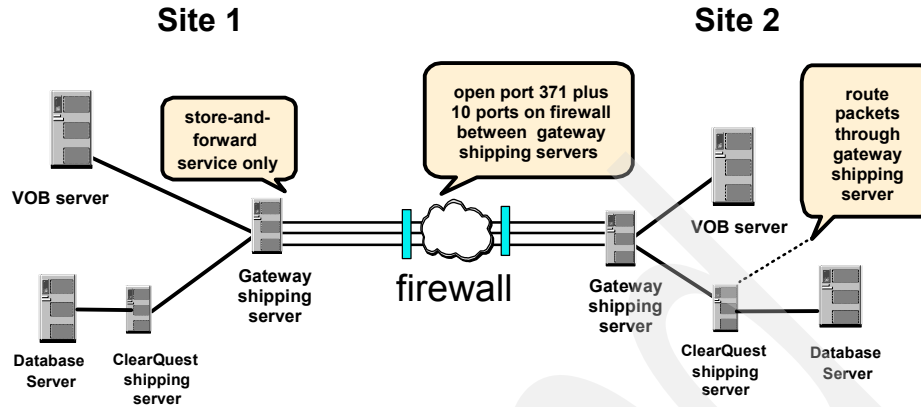 Site 1
Site 2
store-and-
forward
service only
open port 371 plus
10 ports on firewall
between gateway
shipping servers
route
packets
through
gateway
shipping
server
VOB server
VOB server
Gateway
shipping
server
firewall
Gateway
shipping
server
Database
Server
ClearQuest
shipping
server
ClearQuest
shipping
server
Database
Server